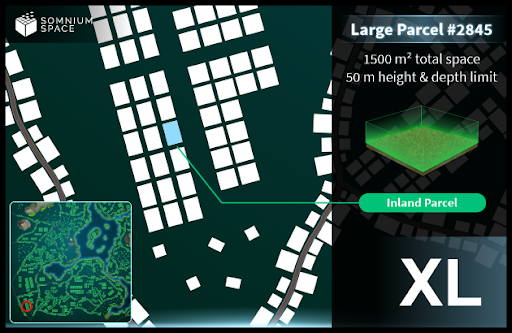 SOMNIUM
SPACE
Large Parcel #2845
1500 m² total space
50 m height & depth limit
Inland Parcel
XL